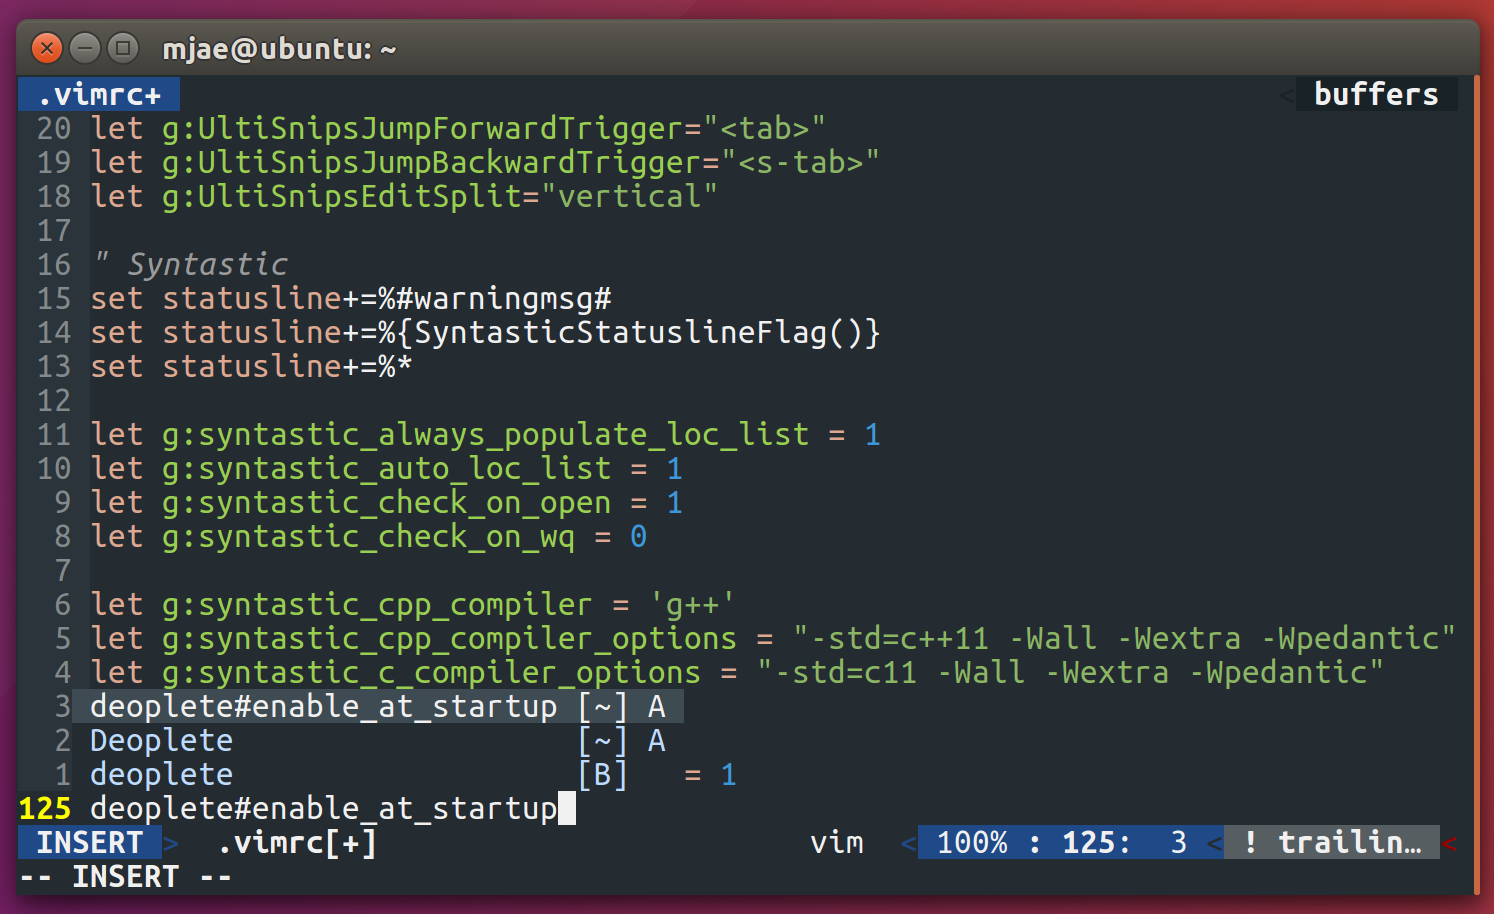 mjae@ubuntu: ~
.vimrc+ < buffers
20 let g:UltiSnipsJumpForwardTrigger="<tab>"
19 let g:UltiSnipsJumpBackwardTrigger="<s-tab>"
18 let g:UltiSnipsEditSplit="vertical"
17
16 " Syntastic
15 set statusline+=%#warningmsg#
14 set statusline+=%{SyntasticStatuslineFlag()}
13 set statusline+=%*
12
11 let g:syntastic_always_populate_loc_list = 1
10 let g:syntastic_auto_loc_list = 1
9 let g:syntastic_check_on_open = 1
8 let g:syntastic_check_on_wq = 0
7
6 let g:syntastic_cpp_compiler = 'g++'
5 let g:syntastic_cpp_compiler_options = "-std=c++11 -Wall -Wextra -Wpedantic"
4 let g:syntastic_c_compiler_options = "-std=c11 -Wall -Wextra -Wpedantic"
3 deoplete#enable_at_startup [~] A
2 Deoplete [~] A
1 deoplete [B] = 1
125 deoplete#enable_at_startup
INSERT > .vimrc[+] vim < 100% : 125: 3 < ! trailin… <
-- INSERT --